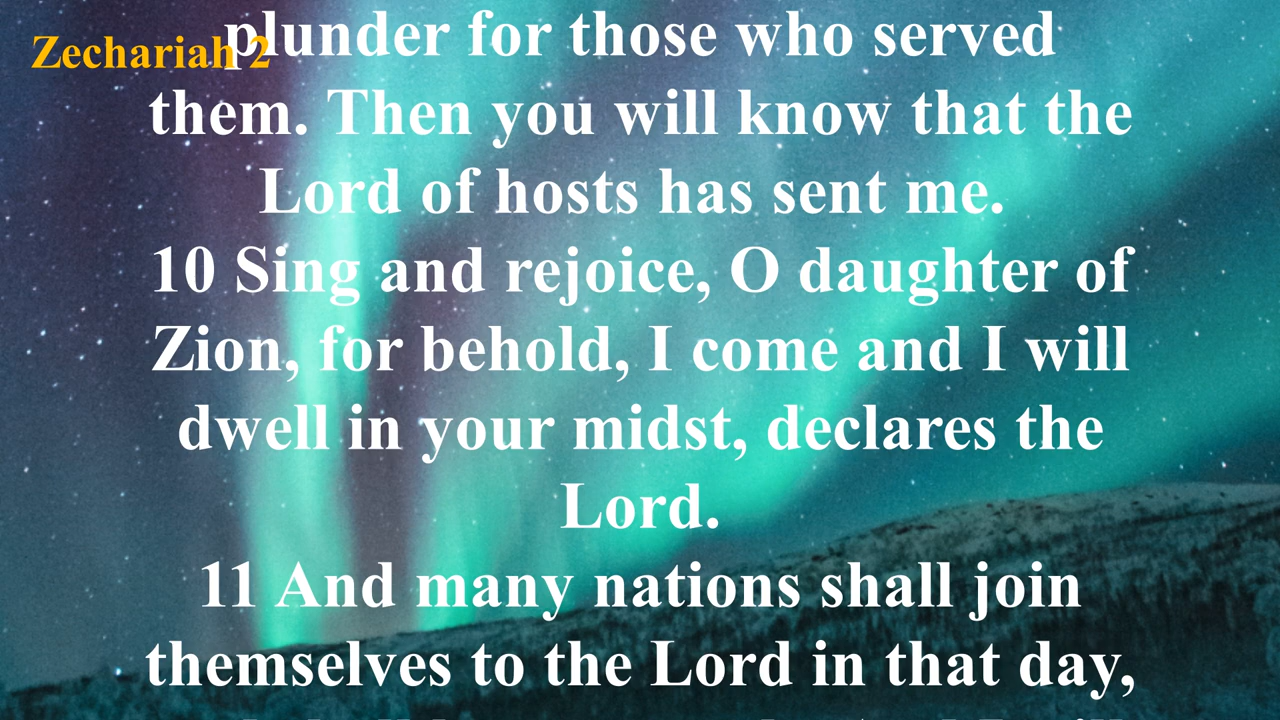 Zechariah 2
plunder for those who served
them. Then you will know that the
Lord of hosts has sent me.
10 Sing and rejoice, O daughter of
Zion, for behold, I come and I will
dwell in your midst, declares the
Lord.
11 And many nations shall join
themselves to the Lord in that day,